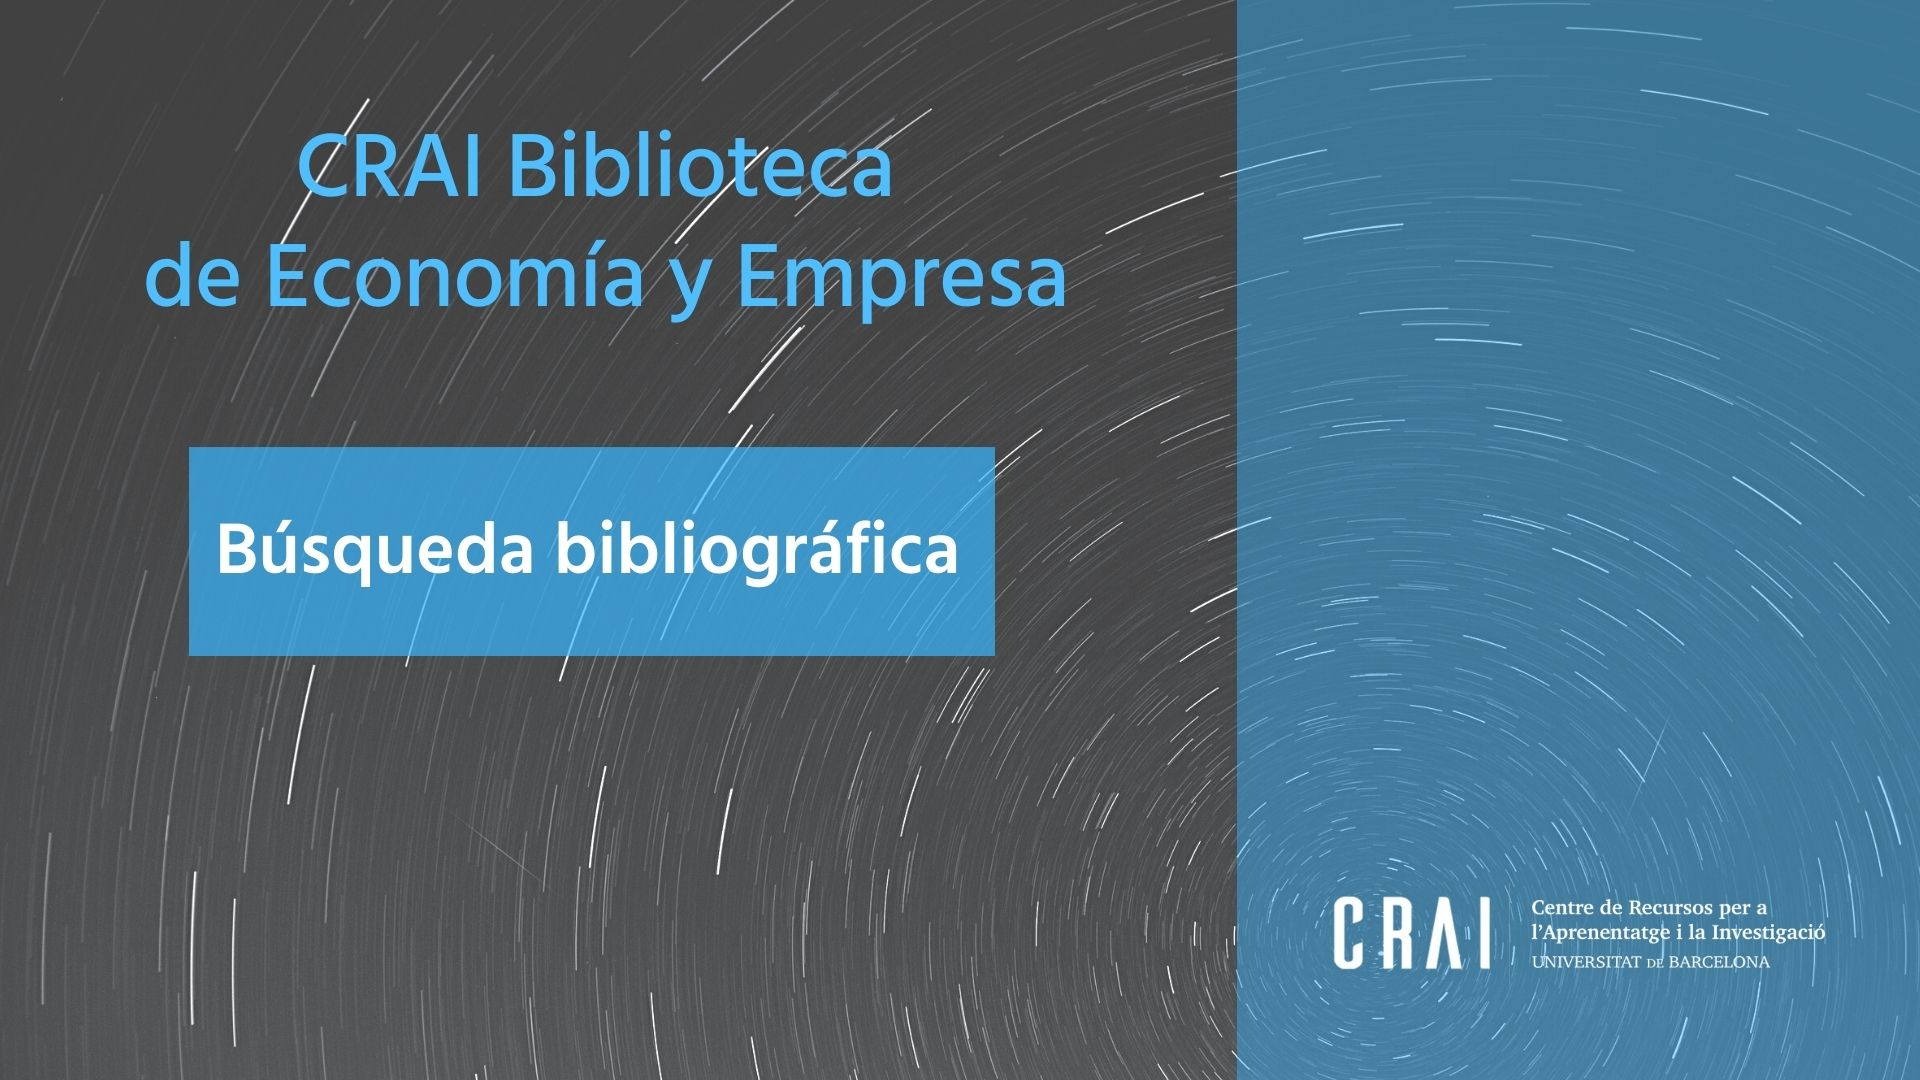 CRAI Biblioteca
de Economía y Empresa
Búsqueda bibliográfica
CRAI
Centre de Recursos per a
l'Aprenentatge i la Investigació
UNIVERSITAT DE BARCELONA